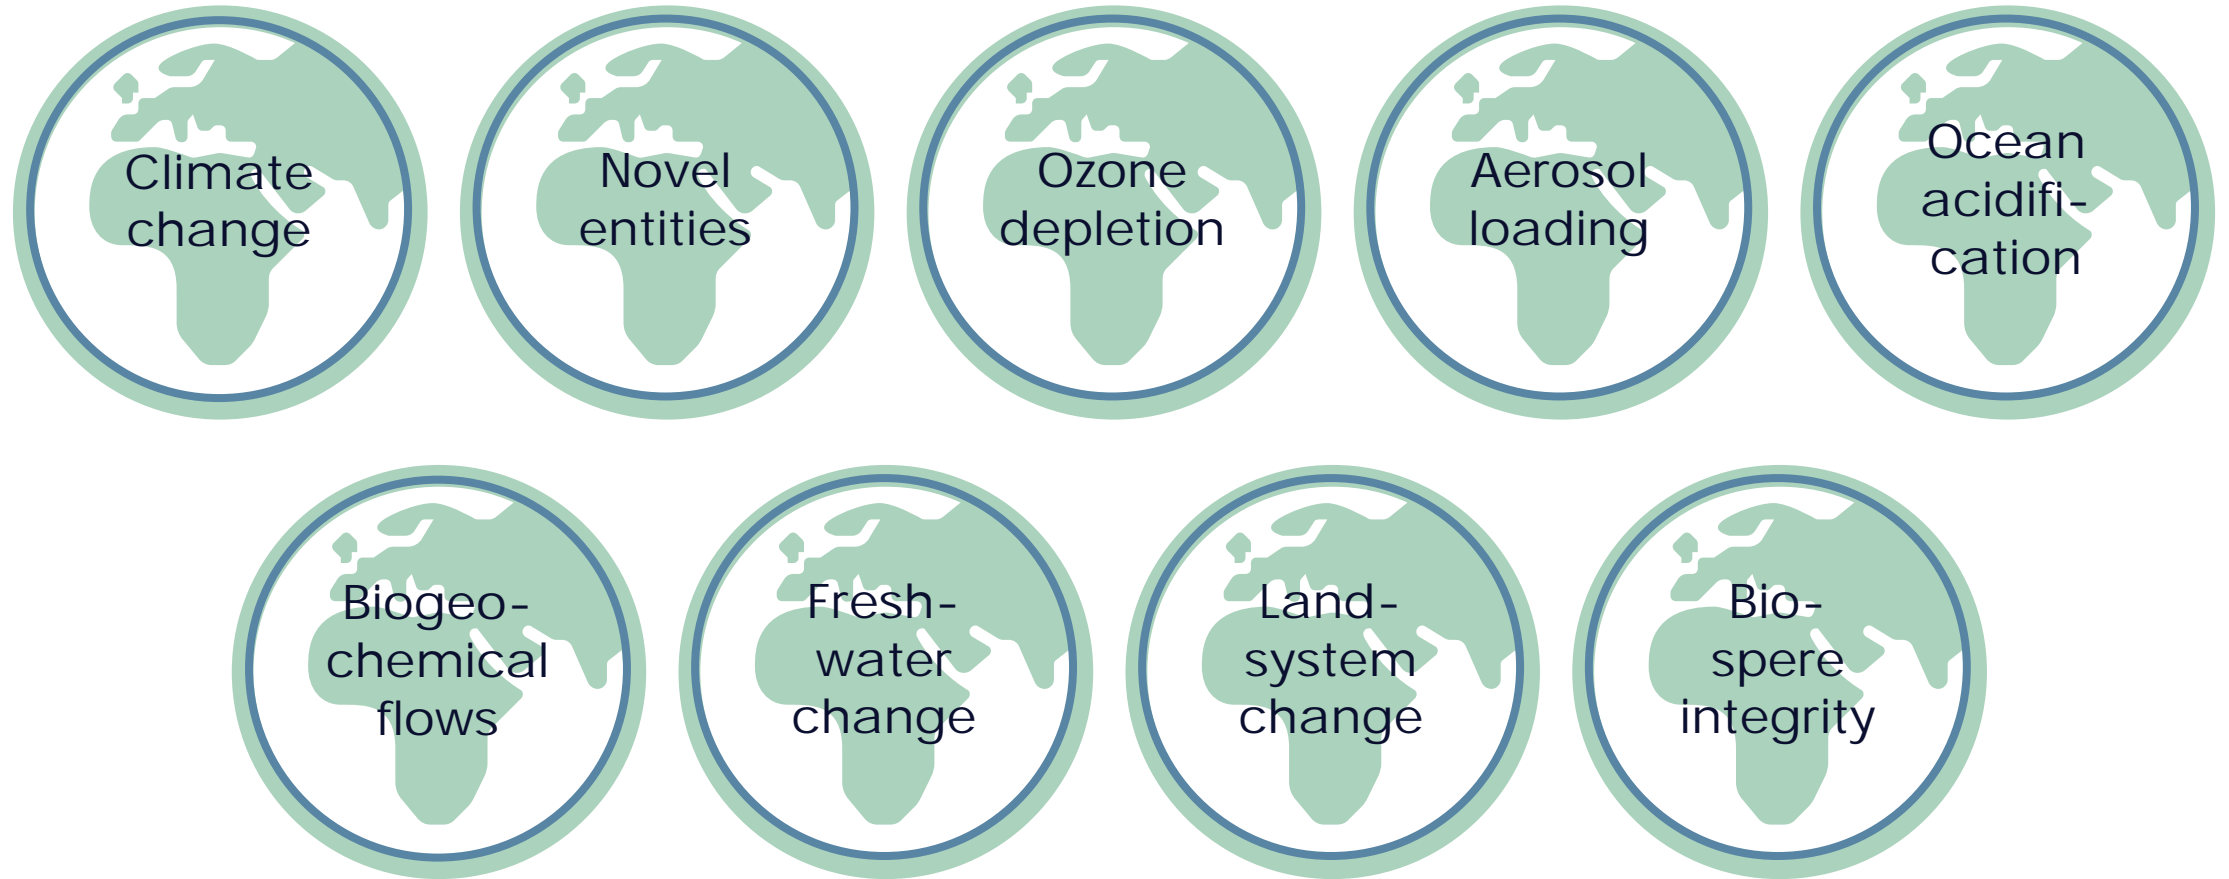 Climate
change
Novel
entities
Ozone
depletion
Aerosol
loading
Ocean
acidifi-
cation
Biogeo-
chemical
flows
Fresh-
water
change
Land-
system
change
Bio-
spere
integrity